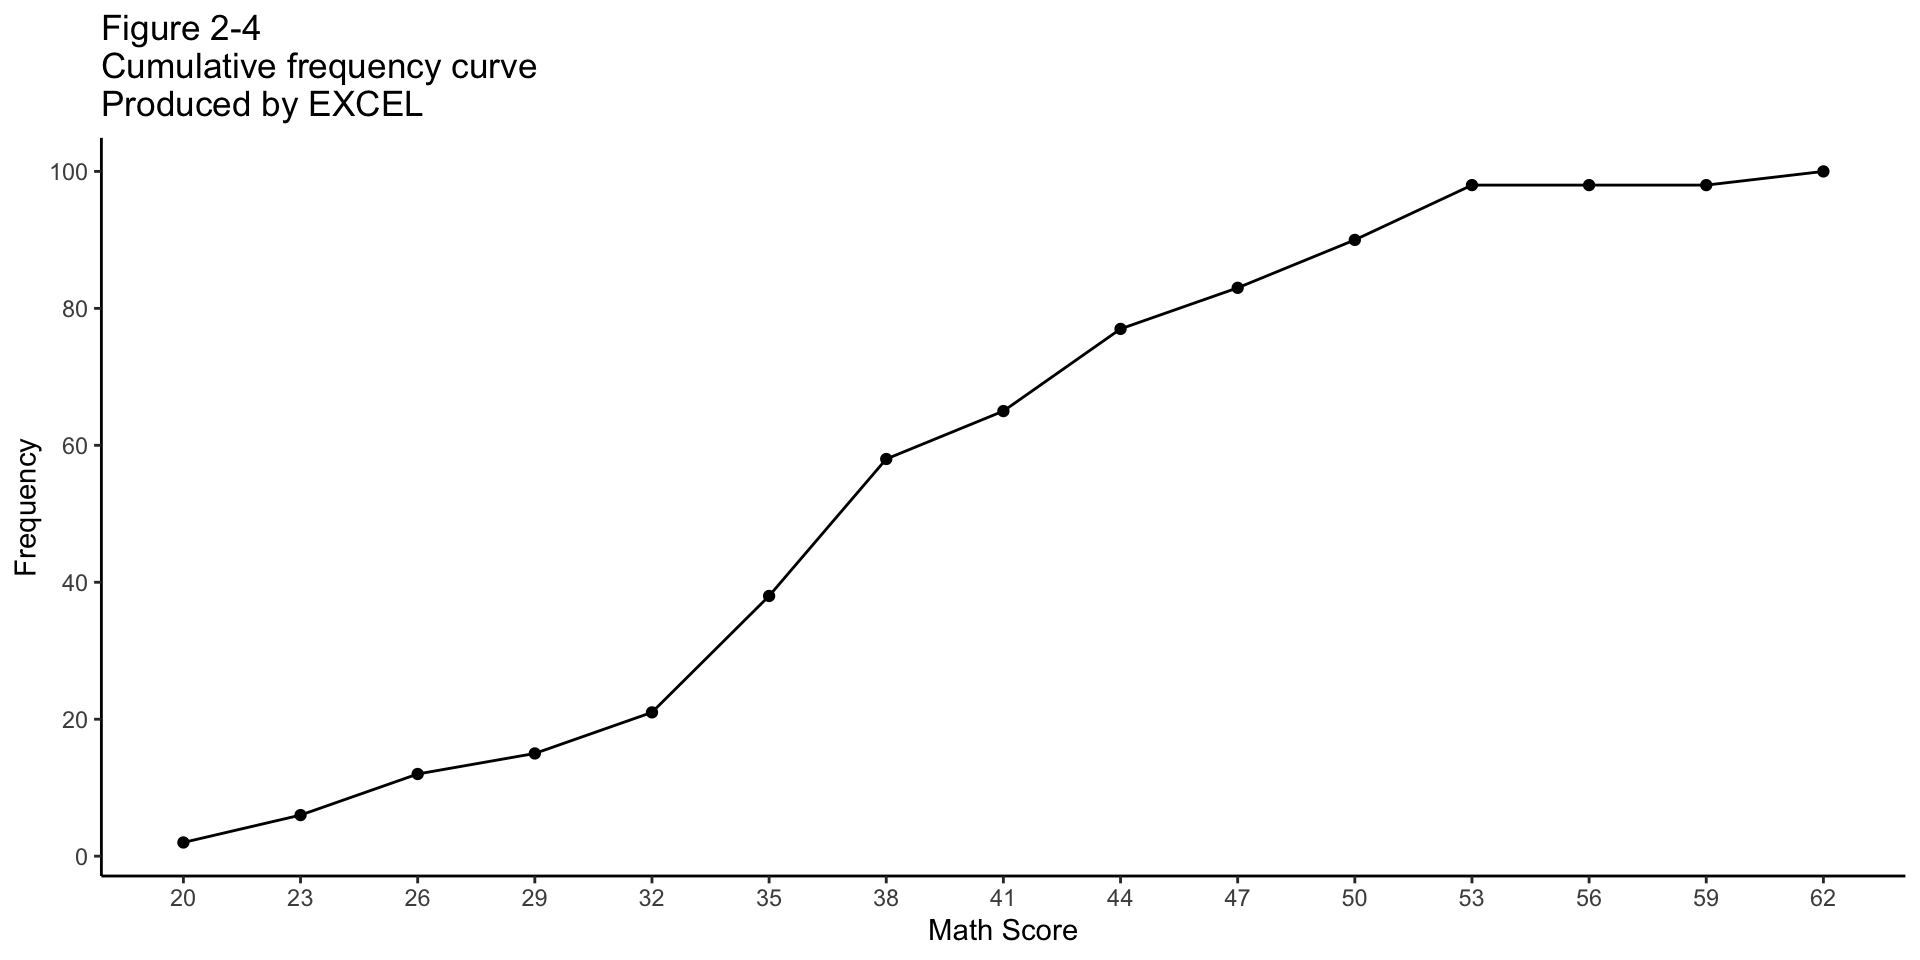 Figure 2-4
Cumulative frequency curve
Produced by EXCEL
Frequency
100
80
60
40
20
0
20 23 26 29 32 35 38 41 44 47 50 53 56 59 62
Math Score